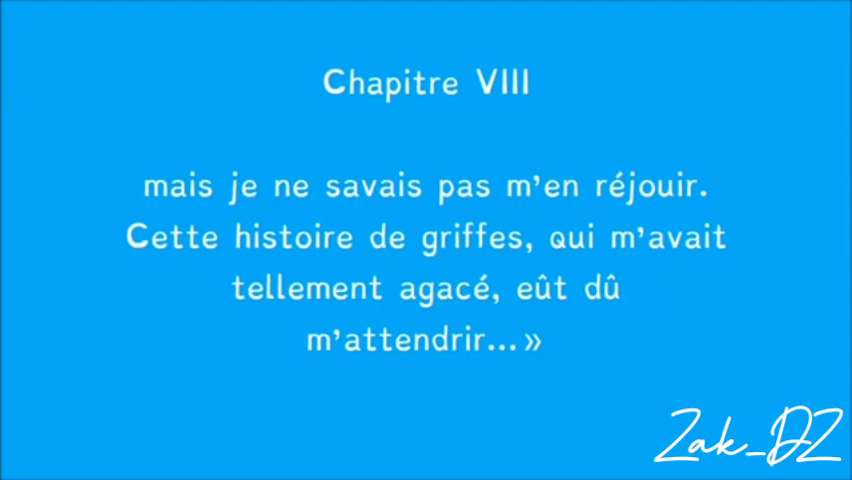 Chapitre VIII
mais je ne savais pas m’en réjouir.
Cette histoire de griffes, qui m’avait
tellement agacé, eût dû
m’attendrir...»
Zak_DZ